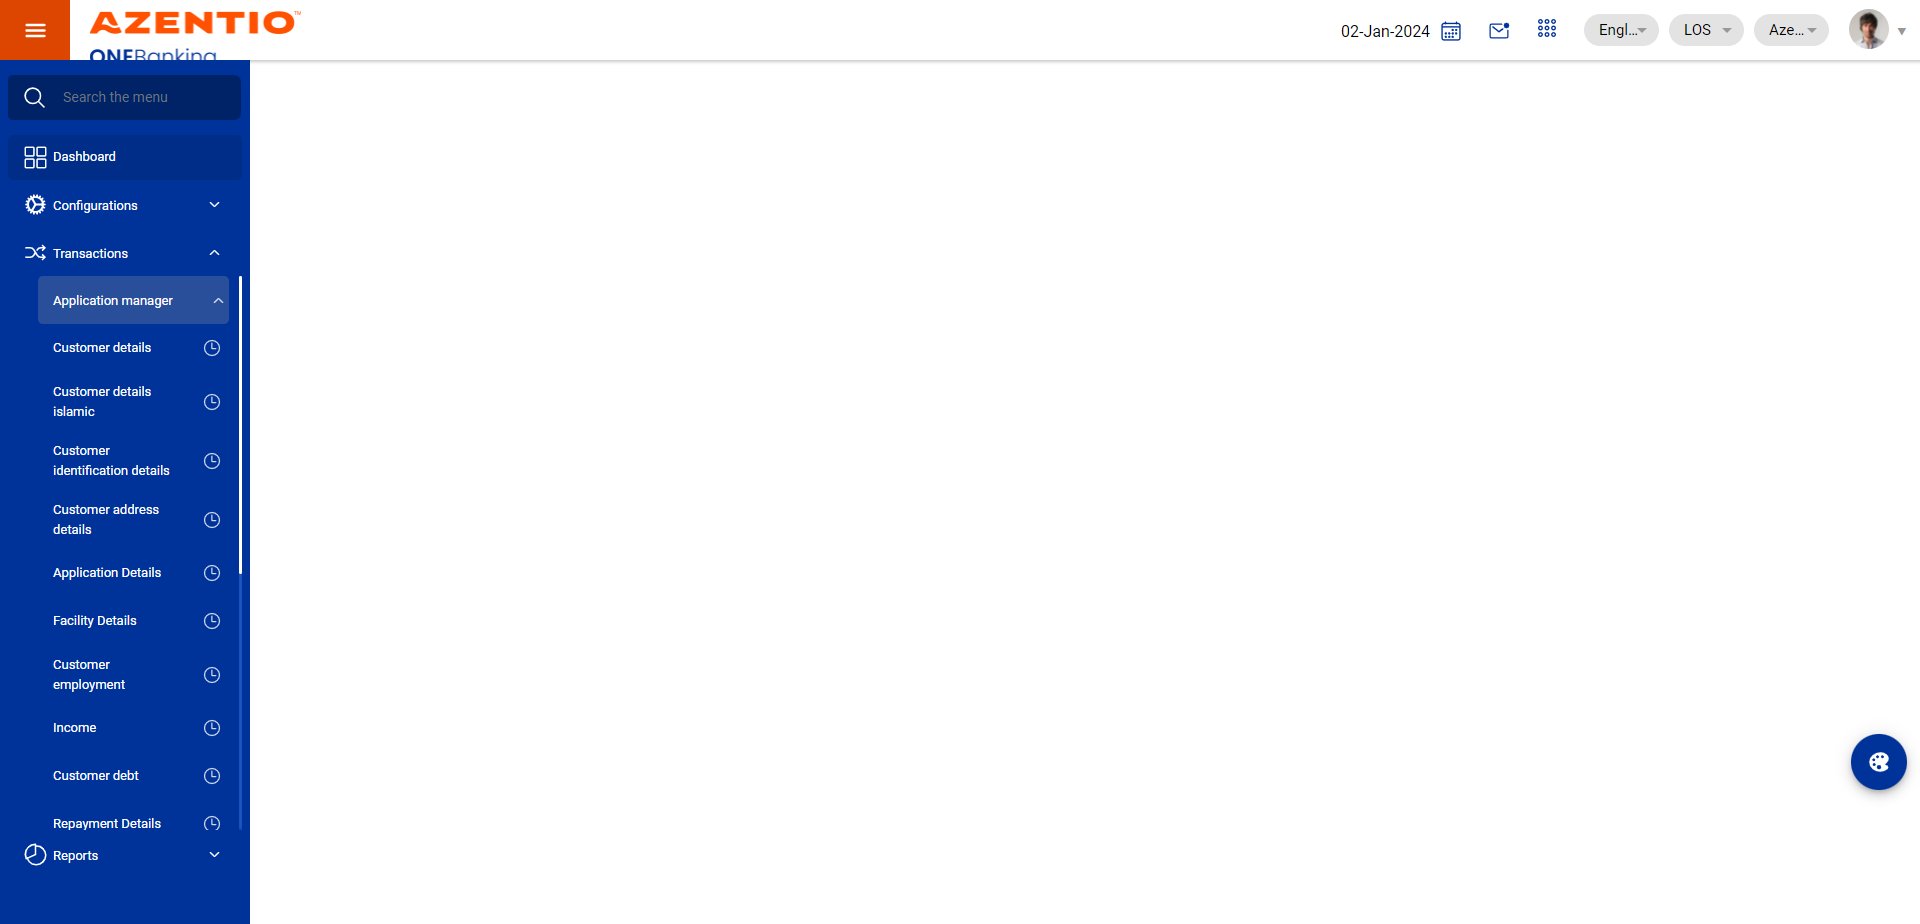 AZENTIO™
ONEBanking
02-Jan-2024
Engl...
LOS
Aze...
Search the menu
Dashboard
Configurations
Transactions
Application manager
Customer details
Customer details
islamic
Customer
identification details
Customer address
details
Application Details
Facility Details
Customer
employment
Income
Customer debt
Repayment Details
Reports